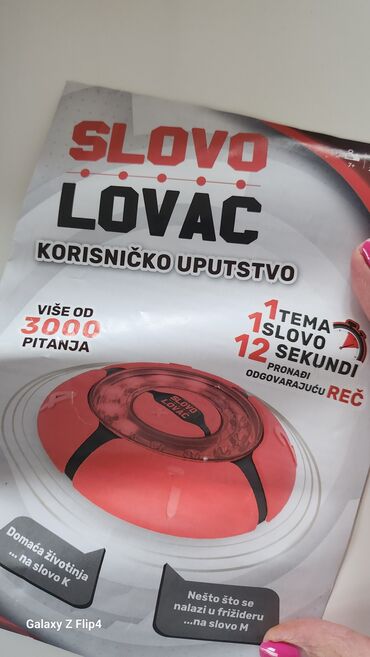 SLOVO
LOVAC
KORISNIČKO UPUTSTVO
VIŠE OD
3000
PITANJA
1 TEMA
1 SLOVO
12 SEKUNDI
PRONAĐI
ODGOVARAJUĆU REČ
SLOVO
LOVAC
Domaća životinja
... na slovo K
Nešto što se
nalazi u frižideru
...na slovo M
Galaxy Z Flip4